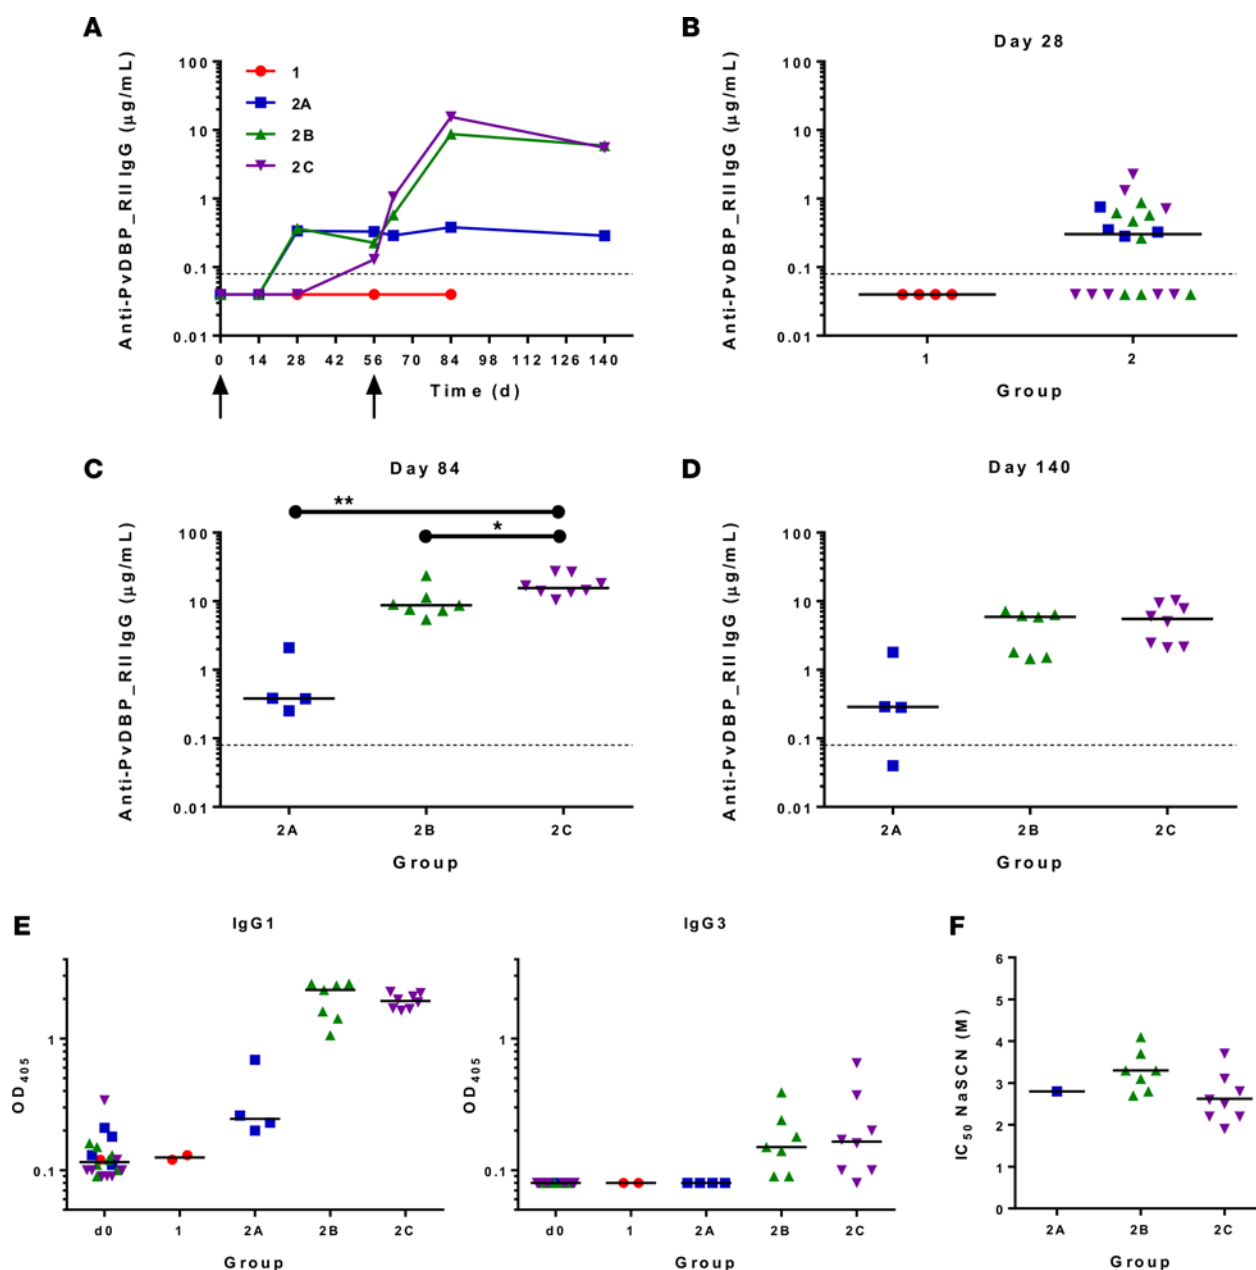 A
Anti-PvDBP_RII IgG (µg/mL)
100
10
1
0.1
0.01
1
2A
2B
2C
0 14 28 42 56 70 84 98 112 126 140
Time (d)
B
Day 28
Anti-PvDBP_RII IgG (µg/mL)
100
10
1
0.1
0.01
1 2
Group
C
Day 84
Anti-PvDBP_RII IgG (µg/mL)
100
10
1
0.1
0.01
**
*
2A 2B 2C
Group
D
Day 140
Anti-PvDBP_RII IgG (µg/mL)
100
10
1
0.1
0.01
2A 2B 2C
Group
E
IgG1
OD405
1
0.1
d0 1 2A 2B 2C
Group
IgG3
OD405
1
0.1
d0 1 2A 2B 2C
Group
F
IC50 NaSCN (M)
6
5
4
3
2
1
0
2A 2B 2C
Group